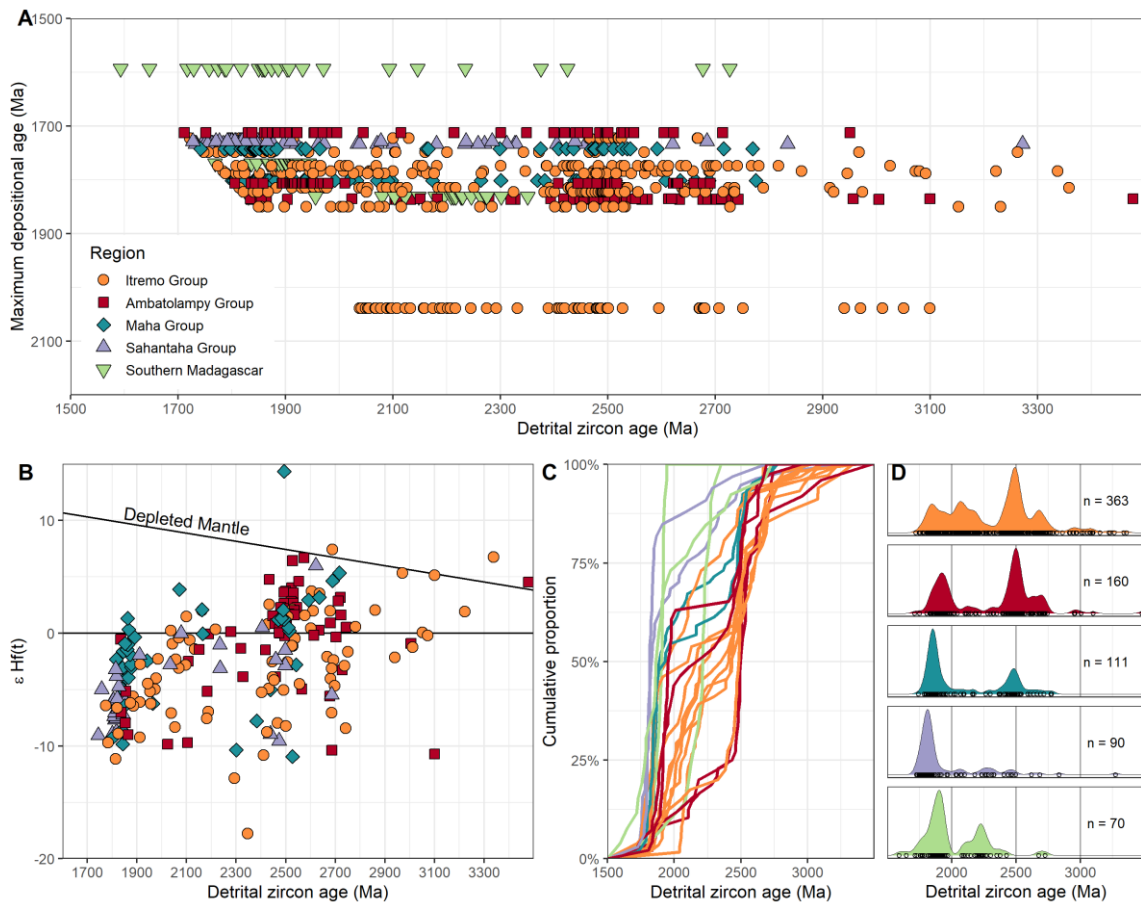 A
1500
1700
1900
2100
Maximum depositional age (Ma)
Region
Itremo Group
Ambatolampy Group
Maha Group
Sahantaha Group
Southern Madagascar
1500 1700 1900 2100 2300 2500 2700 2900 3100 3300
Detrital zircon age (Ma)
B
10
0
-10
-20
ε Hf(t)
Depleted Mantle
1700 1900 2100 2300 2500 2700 2900 3100 3300
Detrital zircon age (Ma)
C
100%
75%
50%
25%
0%
Cumulative proportion
1500 2000 2500 3000
Detrital zircon age (Ma)
D
n = 363
n = 160
n = 111
n = 90
n = 70
2000 2500 3000
Detrital zircon age (Ma)